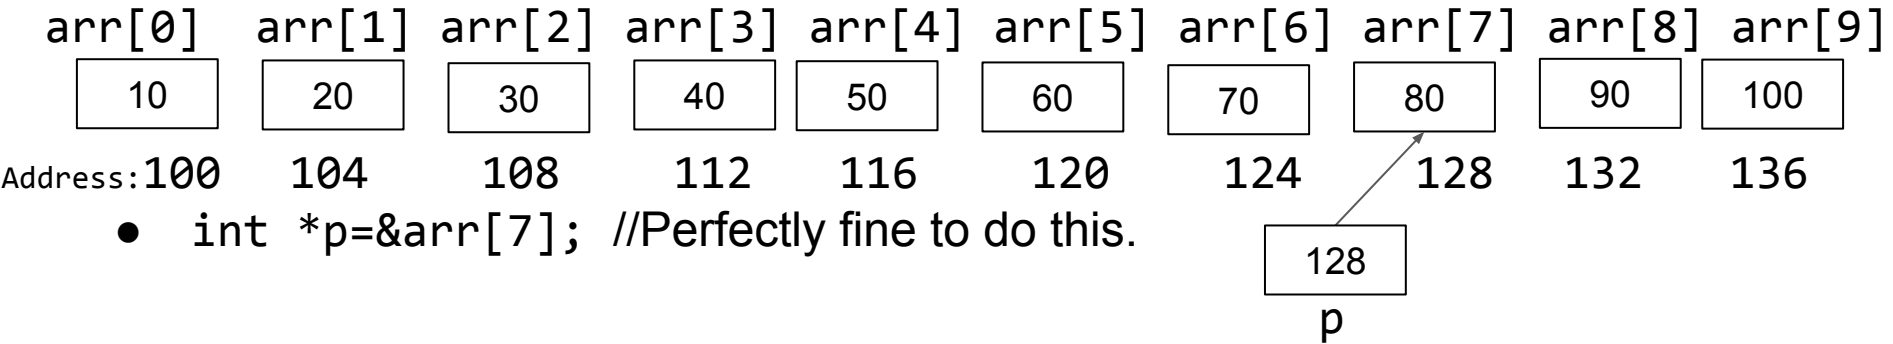 arr[0] arr[1] arr[2] arr[3] arr[4] arr[5] arr[6] arr[7] arr[8] arr[9]
10 20 30 40 50 60 70 80 90 100
Address:100 104 108 112 116 120 124 128 132 136
● int *p=&arr[7]; //Perfectly fine to do this.
128
p